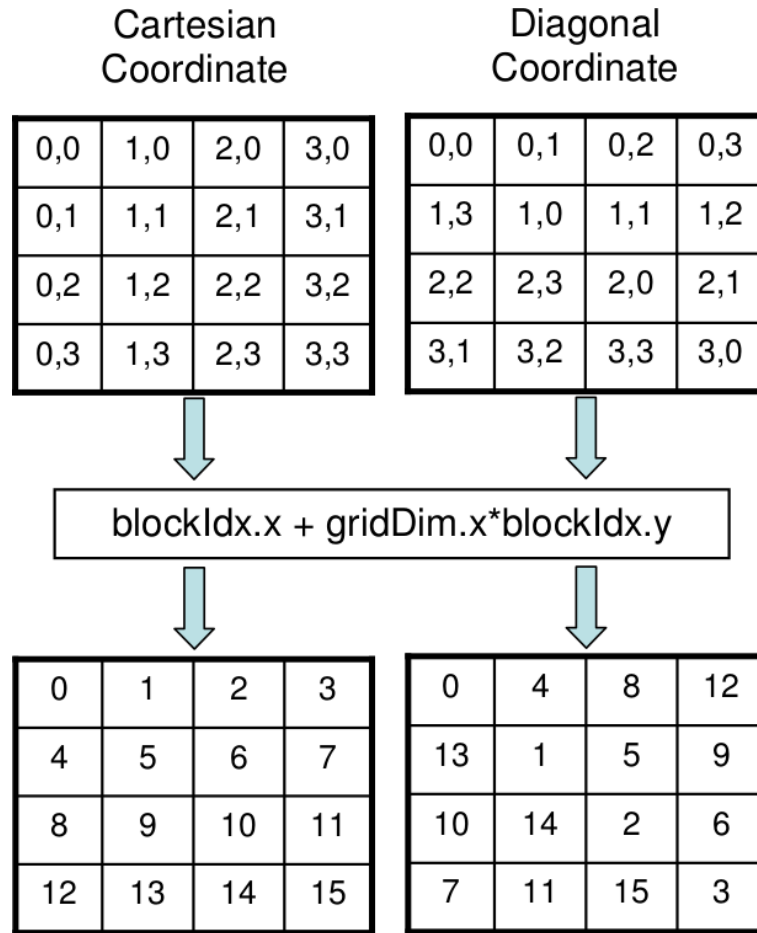 Cartesian Coordinate
Diagonal Coordinate
0,0 1,0 2,0 3,0
0,1 1,1 2,1 3,1
0,2 1,2 2,2 3,2
0,3 1,3 2,3 3,3
0,0 0,1 0,2 0,3
1,3 1,0 1,1 1,2
2,2 2,3 2,0 2,1
3,1 3,2 3,3 3,0
blockIdx.x + gridDim.x*blockIdx.y
0 1 2 3
4 5 6 7
8 9 10 11
12 13 14 15
0 4 8 12
13 1 5 9
10 14 2 6
7 11 15 3